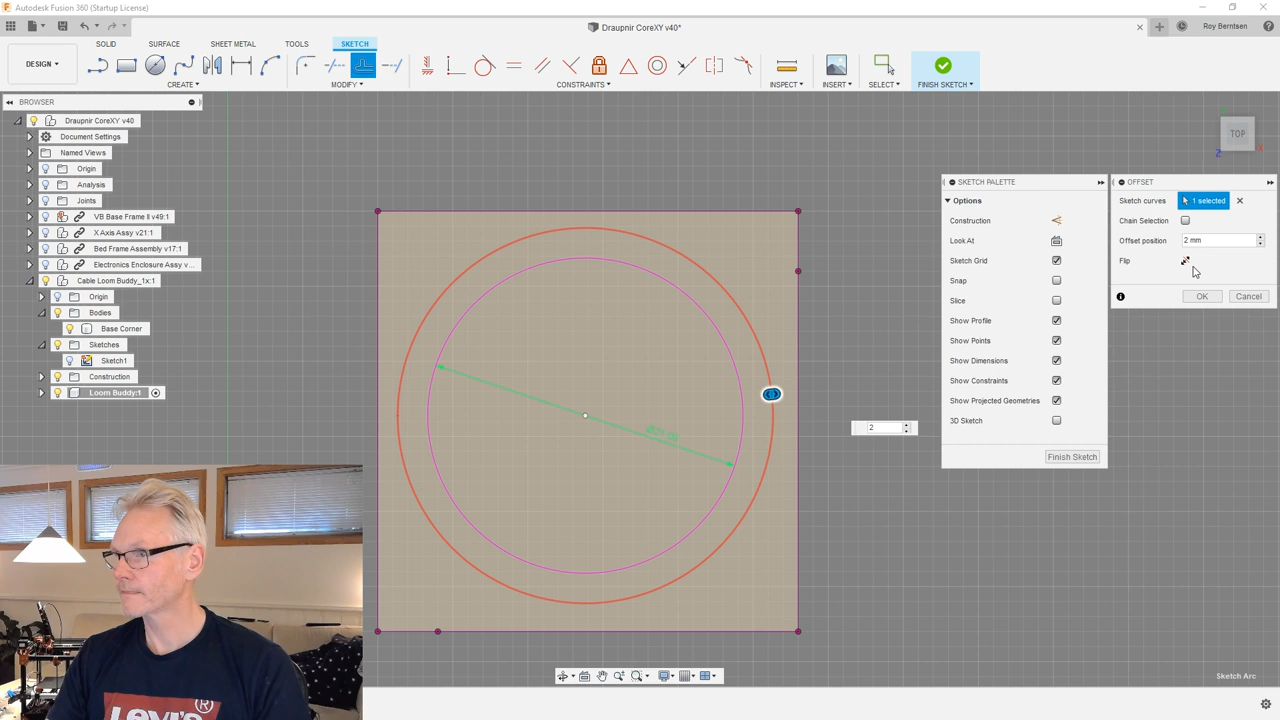 Autodesk Fusion 360 (Startup License)
Draupnir CoreXY v40*
Roy Berntsen
SOLID SURFACE SHEET METAL TOOLS SKETCH
DESIGN
CREATE MODIFY CONSTRAINTS INSPECT INSERT SELECT FINISH SKETCH
BROWSER
Draupnir CoreXY v40
Document Settings
Named Views
Origin
Analysis
Joints
VB Base Frame II v49:1
X Axis Assy v21:1
Bed Frame Assembly v17:1
Electronics Enclosure Assy v...
Cable Loom Buddy_1x:1
Origin
Bodies
Base Corner
Sketches
Sketch1
Construction
Loom Buddy:1
TOP
X
Z
2
SKETCH PALETTE
Options
Construction
Look At
Sketch Grid
Snap
Slice
Show Profile
Show Points
Show Dimensions
Show Constraints
Show Projected Geometries
3D Sketch
Finish Sketch
OFFSET
Sketch curves 1 selected
Chain Selection
Offset position 2 mm
Flip
OK Cancel
Sketch Arc
LEVI'S ®